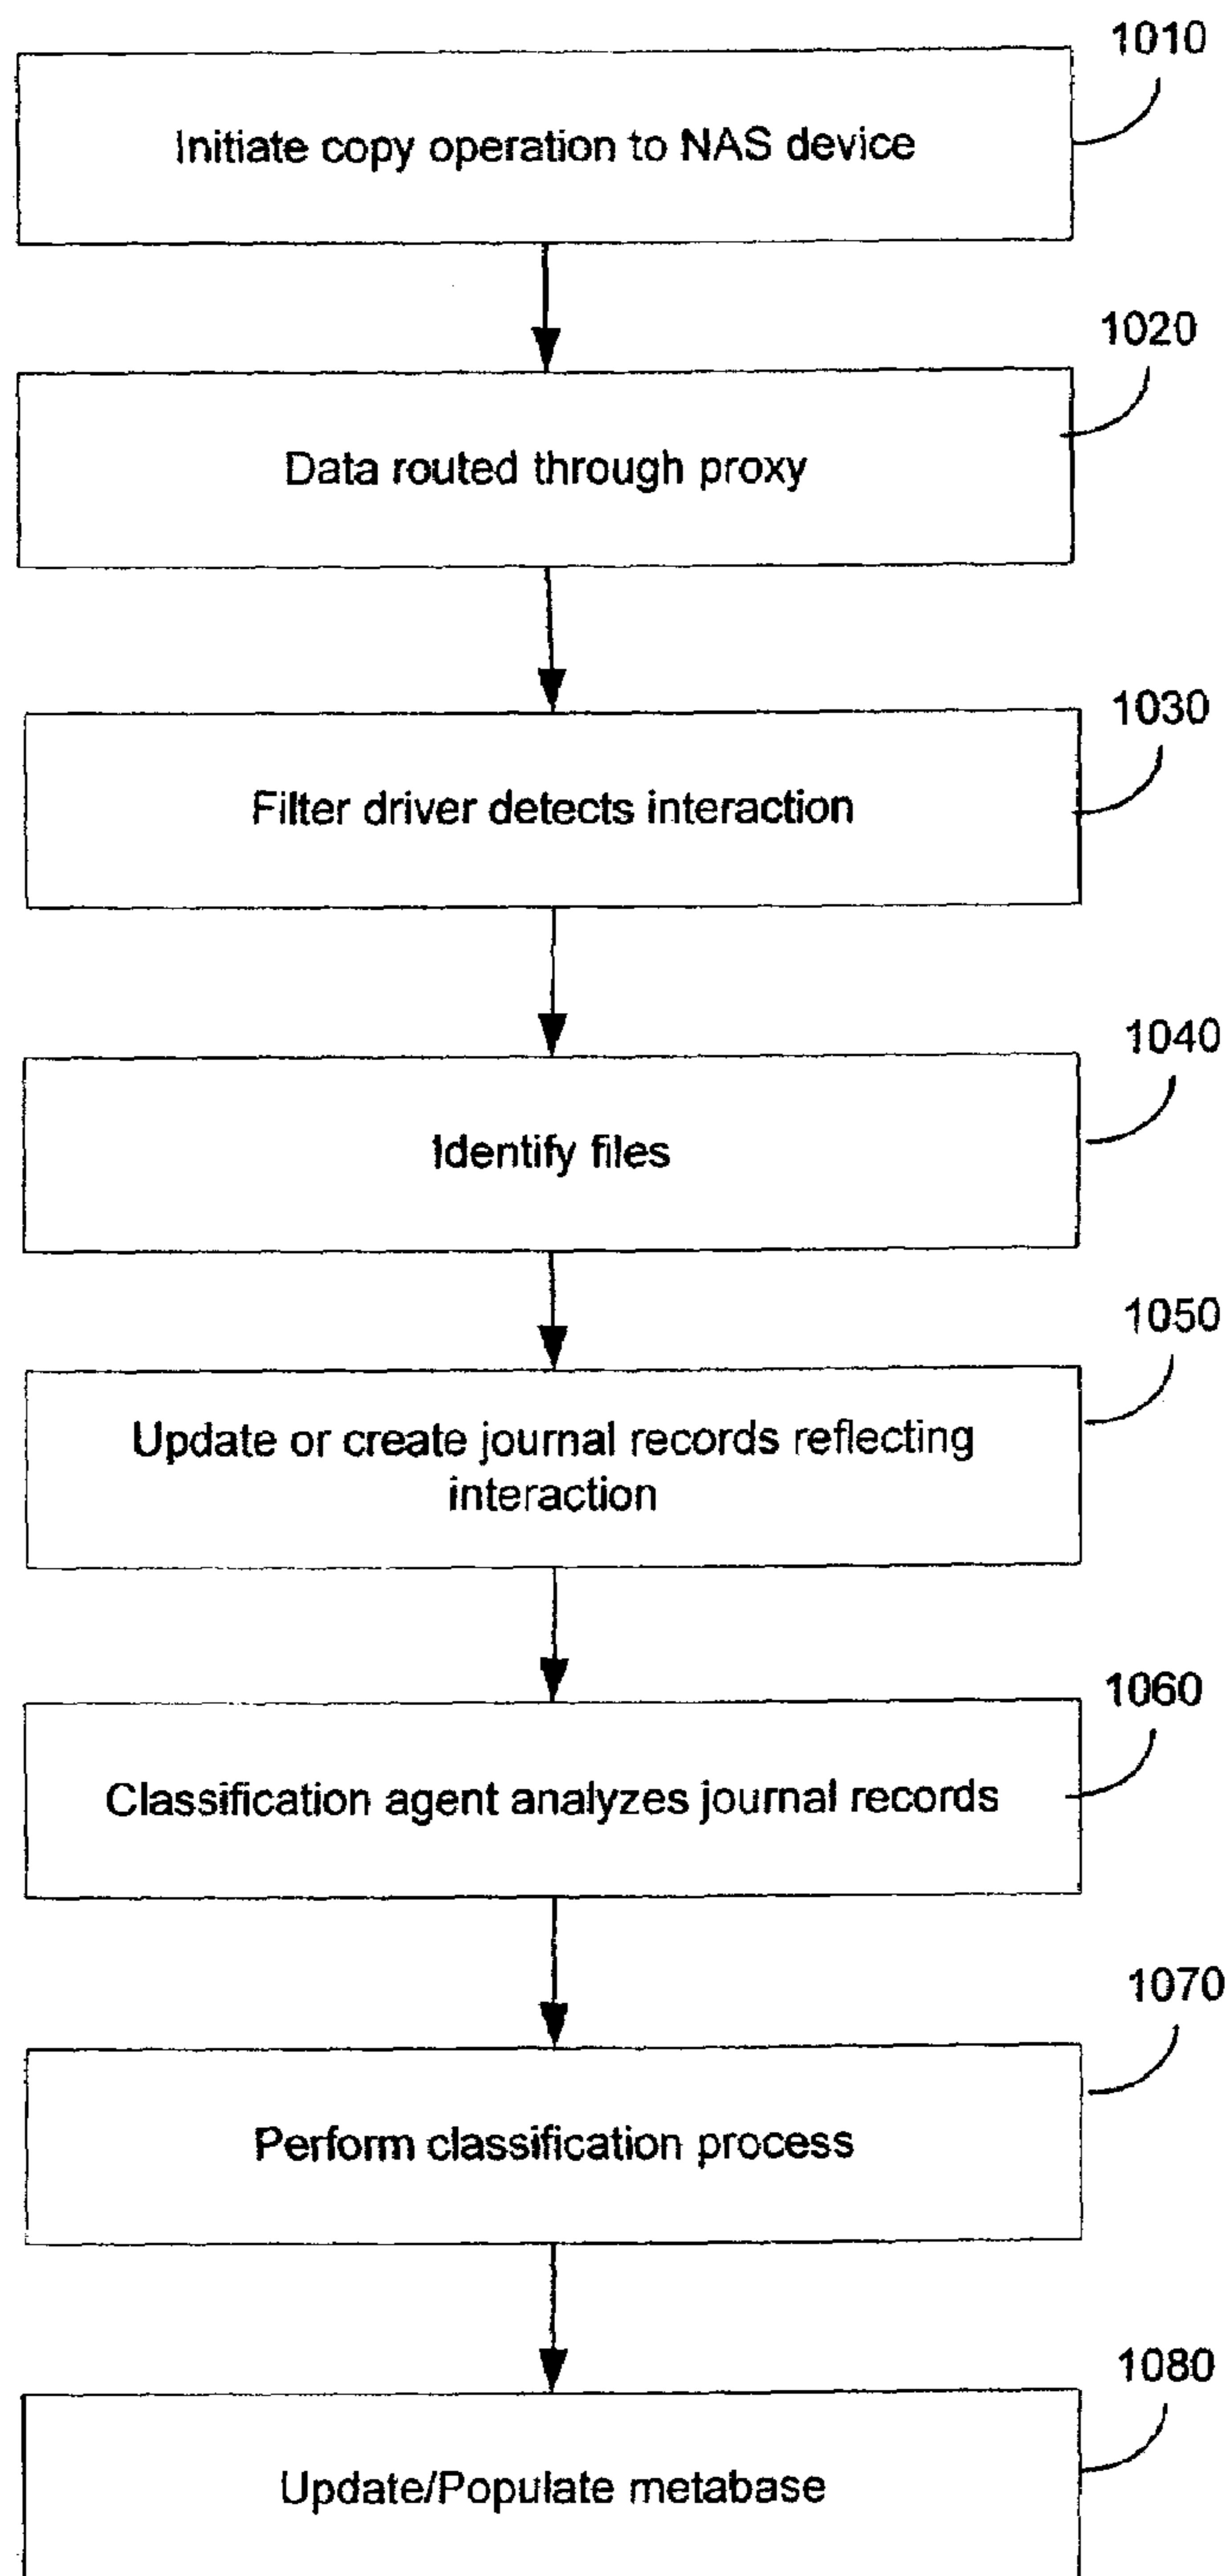 1010
Initiate copy operation to NAS device
1020
Data routed through proxy
1030
Filter driver detects interaction
1040
Identify files
1050
Update or create journal records reflecting
interaction
1060
Classification agent analyzes journal records
1070
Perform classification process
1080
Update/Populate metabase